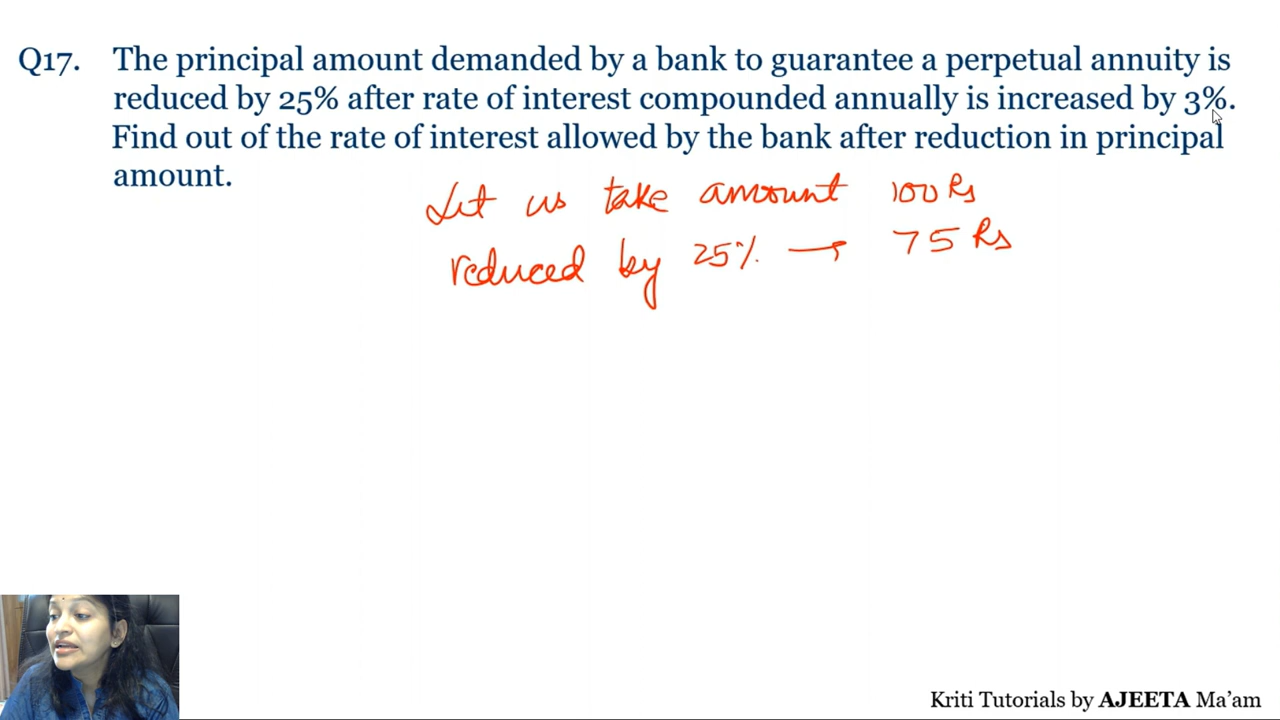 Q17. The principal amount demanded by a bank to guarantee a perpetual annuity is
reduced by 25% after rate of interest compounded annually is increased by 3%.
Find out of the rate of interest allowed by the bank after reduction in principal
amount.
Let us take amount 100 Rs
reduced by 25% → 75 Rs
Kriti Tutorials by AJEETA Ma'am